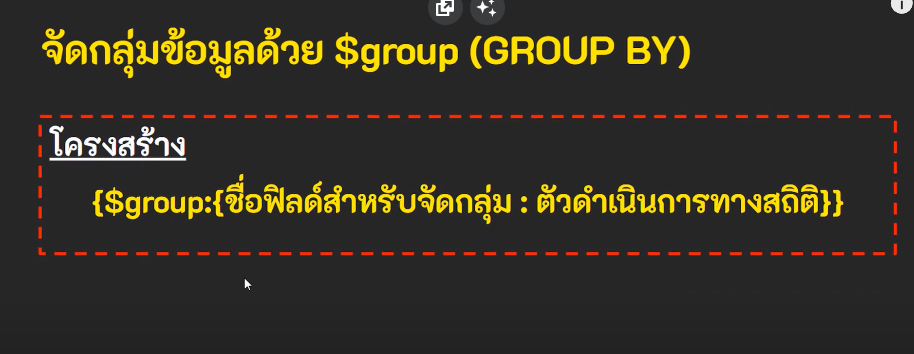 จัดกลุ่มข้อมูลด้วย $group (GROUP BY)
โครงสร้าง
{$group:{ชื่อฟิลด์สำหรับจัดกลุ่ม : ตัวดำเนินการทางสถิติ}}